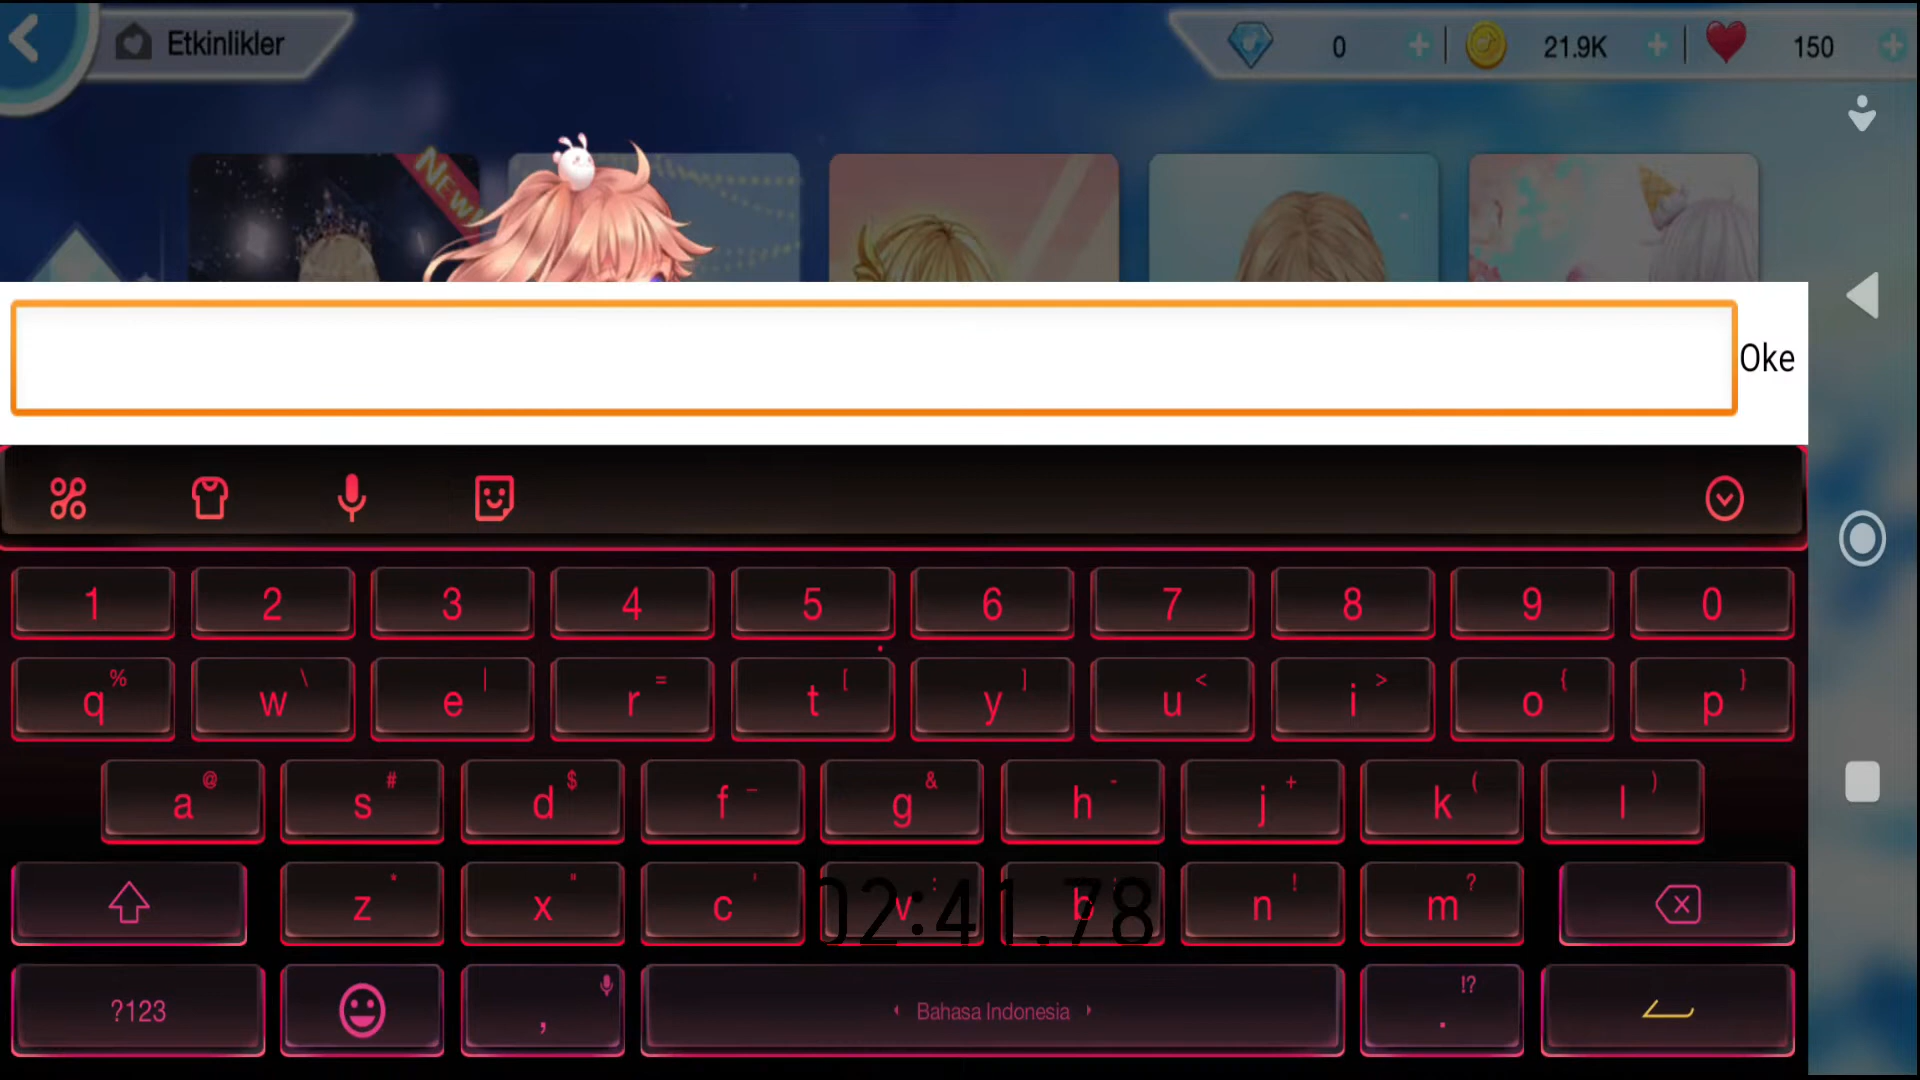 Etkinlikler 0 21.9K 150
New!
Oke
1 2 3 4 5 6 7 8 9 0
q % w \ e | r = t [ y ] u < i > o { p }
a @ s # d $ f _ g & h - j + k ( l )
z * x " c ' v : b ; n ! m ?
02:41.78
?123 , Bahasa Indonesia !? .